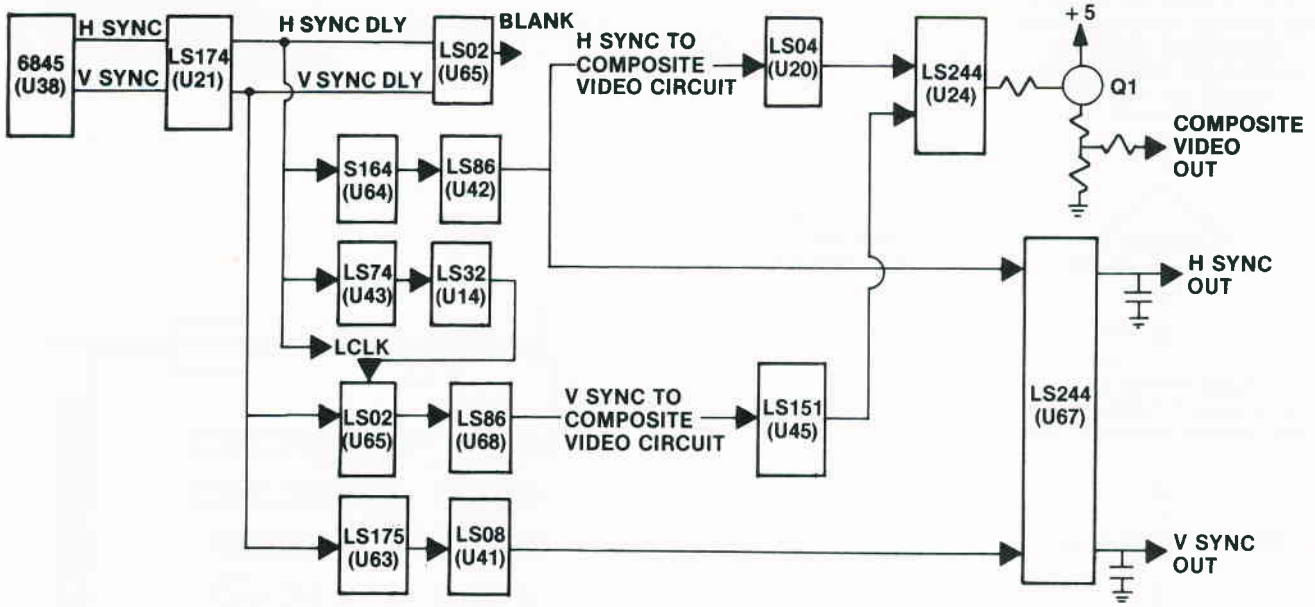 6845
(U38)
H SYNC
V SYNC
LS174
(U21)
H SYNC DLY
V SYNC DLY
LS02
(U65)
BLANK
H SYNC TO
COMPOSITE
VIDEO CIRCUIT
LS04
(U20)
LS244
(U24)
+ 5
Q1
COMPOSITE
VIDEO
OUT
S164
(U64)
LS86
(U42)
LS74
(U43)
LS32
(U14)
LCLK
LS02
(U65)
LS86
(U68)
V SYNC TO
COMPOSITE
VIDEO CIRCUIT
LS151
(U45)
LS244
(U67)
H SYNC
OUT
LS175
(U63)
LS08
(U41)
V SYNC
OUT